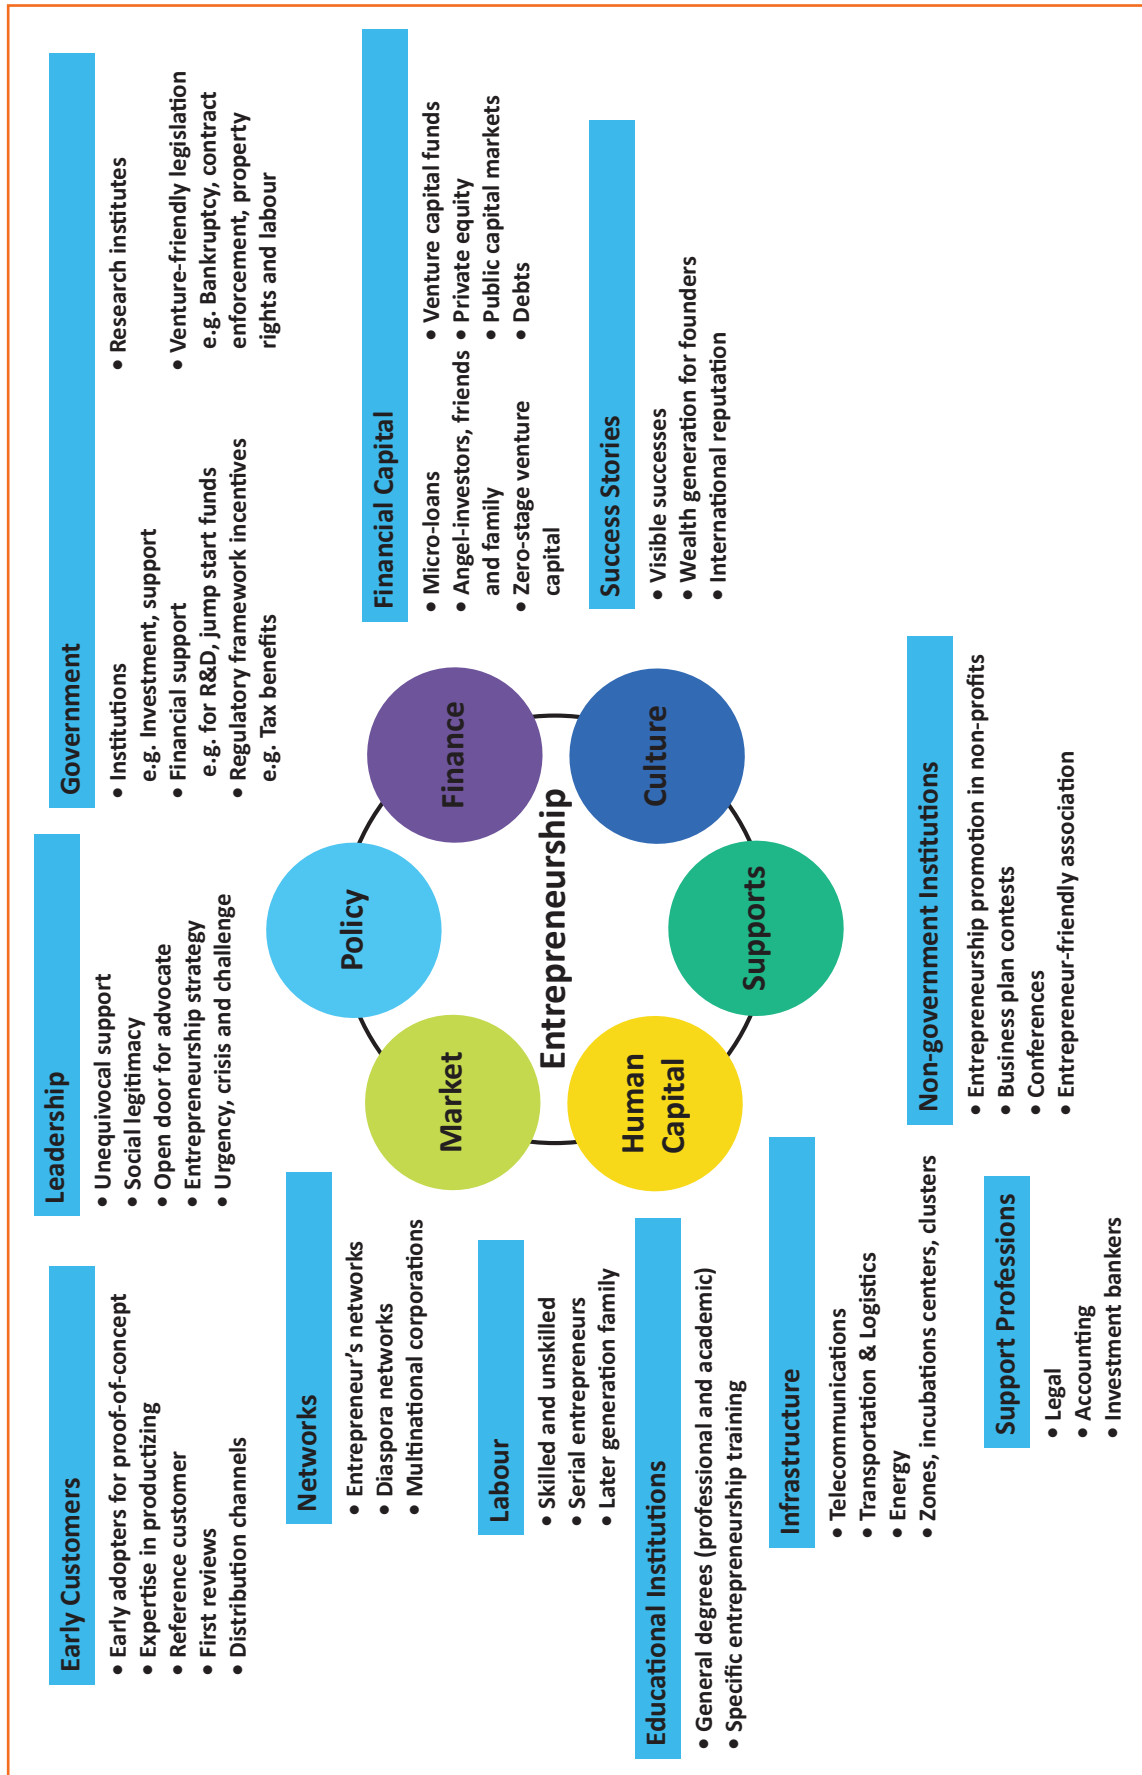 Early Customers
• Early adopters for proof-of-concept
• Expertise in productizing
• Reference customer
• First reviews
• Distribution channels
Leadership
• Unequivocal support
• Social legitimacy
• Open door for advocate
• Entrepreneurship strategy
• Urgency, crisis and challenge
Government
• Institutions
e.g. Investment, support
• Financial support
e.g. for R&D, jump start funds
• Regulatory framework incentives
e.g. Tax benefits
• Research institutes
• Venture-friendly legislation
e.g. Bankruptcy, contract
enforcement, property
rights and labour
Networks
• Entrepreneur’s networks
• Diaspora networks
• Multinational corporations
Labour
• Skilled and unskilled
• Serial entrepreneurs
• Later generation family
Educational Institutions
• General degrees (professional and academic)
• Specific entrepreneurship training
Policy
Market
Finance
Entrepreneurship
Human
Capital
Culture
Supports
Financial Capital
• Micro-loans
• Angel-investors, friends
and family
• Zero-stage venture
capital
• Venture capital funds
• Private equity
• Public capital markets
• Debts
Success Stories
• Visible successes
• Wealth generation for founders
• International reputation
Infrastructure
• Telecommunications
• Transportation & Logistics
• Energy
• Zones, incubations centers, clusters
Support Professions
• Legal
• Accounting
• Investment bankers
Non-government Institutions
• Entrepreneurship promotion in non-profits
• Business plan contests
• Conferences
• Entrepreneur-friendly association